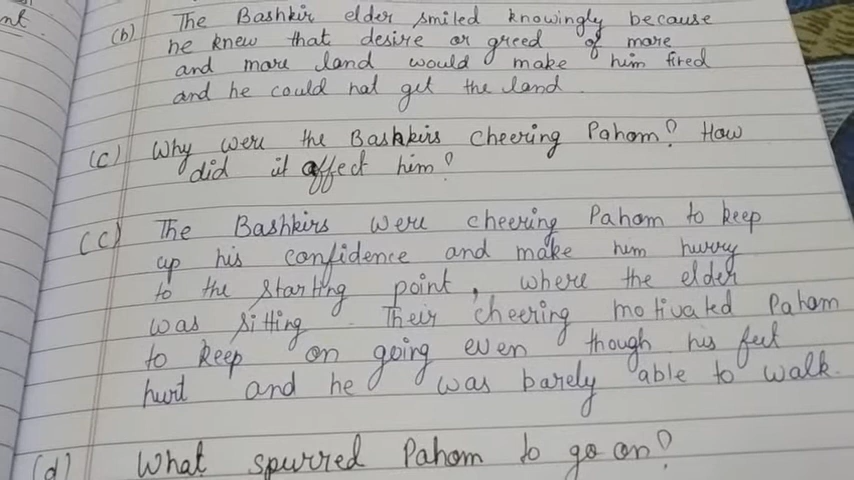 nt.
(b) The Bashkir elder smiled knowingly because
he knew that desire or greed of more
and more land would make him tired
and he could not get the land.
(c) Why were the Bashkirs cheering Pahom? How
did it affect him?
(c) The Bashkirs were cheering Pahom to keep
up his confidence and make him hurry
to the starting point, where the elder
was sitting. Their cheering motivated Pahom
to keep on going even though his feet
hurt and he was barely able to walk.
(d) What spurred Pahom to go on?